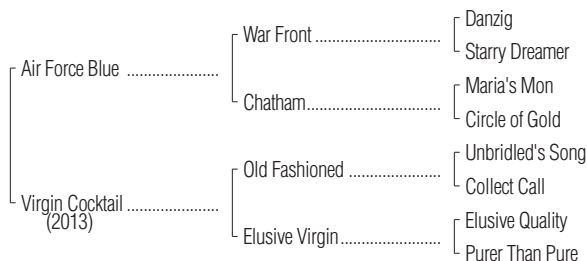 Danzig
War Front ..............................
Starry Dreamer
Air Force Blue ......................
Maria's Mon
Chatham................................
Circle of Gold
Unbridled's Song
Old Fashioned ......................
Collect Call
Virgin Cocktail ......................
(2013)
Elusive Quality
Elusive Virgin........................
Purer Than Pure